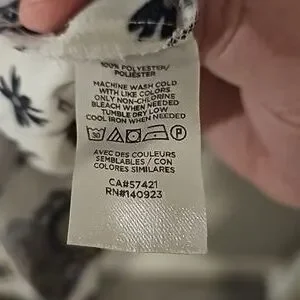 100% POLYESTER/
POLIESTER
MACHINE WASH COLD
WITH LIKE COLORS
ONLY NON-CHLORINE
BLEACH WHEN NEEDED
TUMBLE DRY LOW
COOL IRON WHEN NEEDED
30
P
AVEC DES COULEURS
SEMBLABLES / CON
COLORES SIMILARES
CA#57421
RN#140923